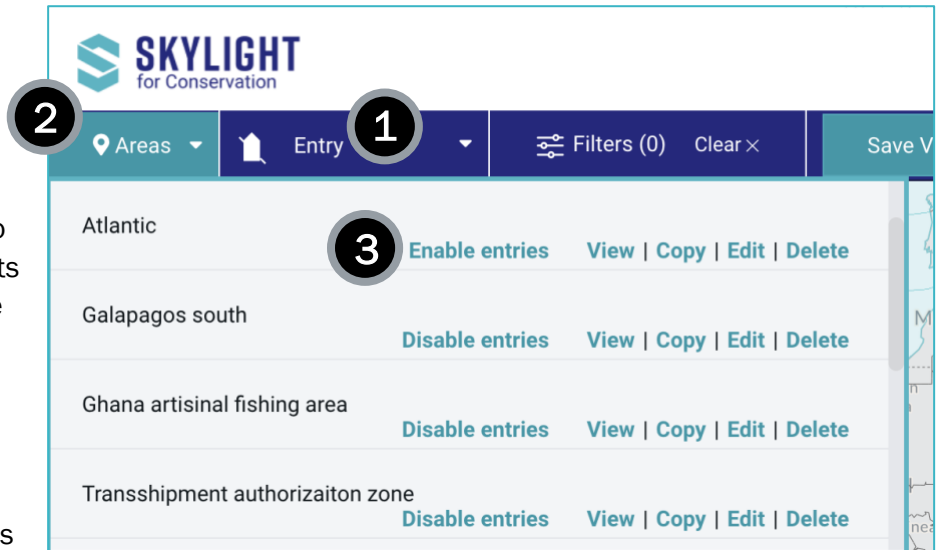 SKYLIGHT
for Conservation
2
1
Areas Entry Filters (0) Clear × Save V
Atlantic
3
Enable entries View | Copy | Edit | Delete
Galapagos south
Disable entries View | Copy | Edit | Delete
Ghana artisinal fishing area
Disable entries View | Copy | Edit | Delete
Transshipment authorizaiton zone
Disable entries View | Copy | Edit | Delete